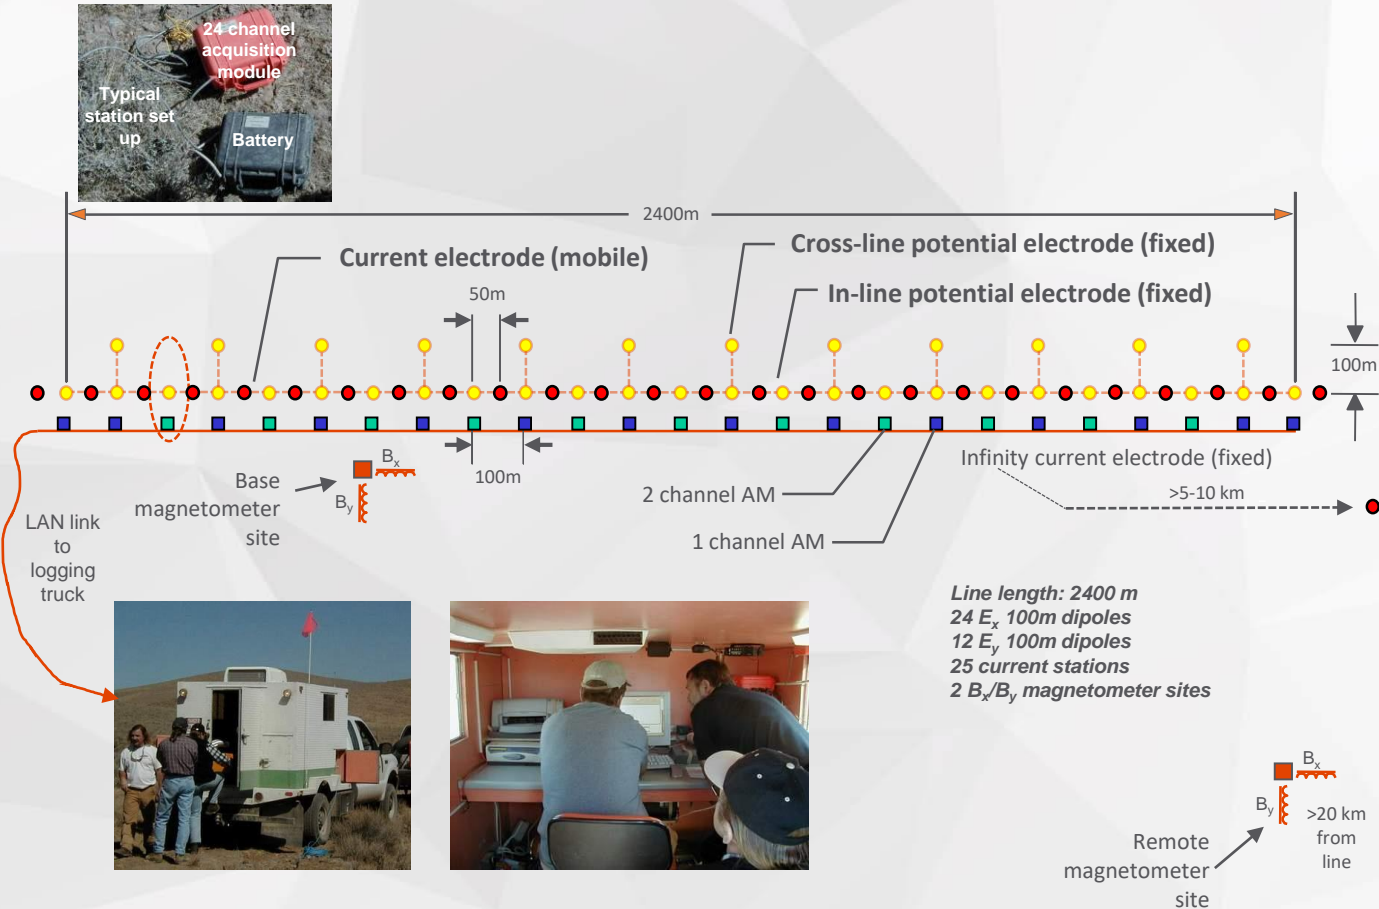 24 channel
acquisition
module
Typical
station set
up
Battery
2400m
Cross-line potential electrode (fixed)
Current electrode (mobile)
In-line potential electrode (fixed)
50m
100m
Infinity current electrode (fixed)
>5-10 km
100m
Base
magnetometer
site
Bx
By
2 channel AM
1 channel AM
LAN link
to
logging
truck
Line length: 2400 m
24 Ex 100m dipoles
12 Ey 100m dipoles
25 current stations
2 Bx/By magnetometer sites
Bx
By
>20 km
from
line
Remote
magnetometer
site